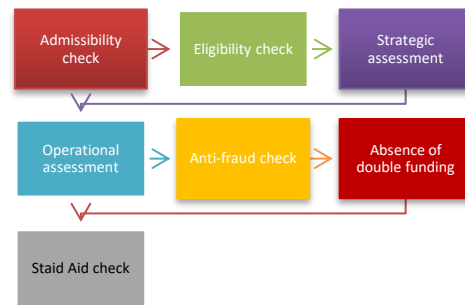 Admissibility
check
Eligibility check
Strategic
assessment
Operational
assessment
Anti-fraud check
Absence of
double funding
Staid Aid check